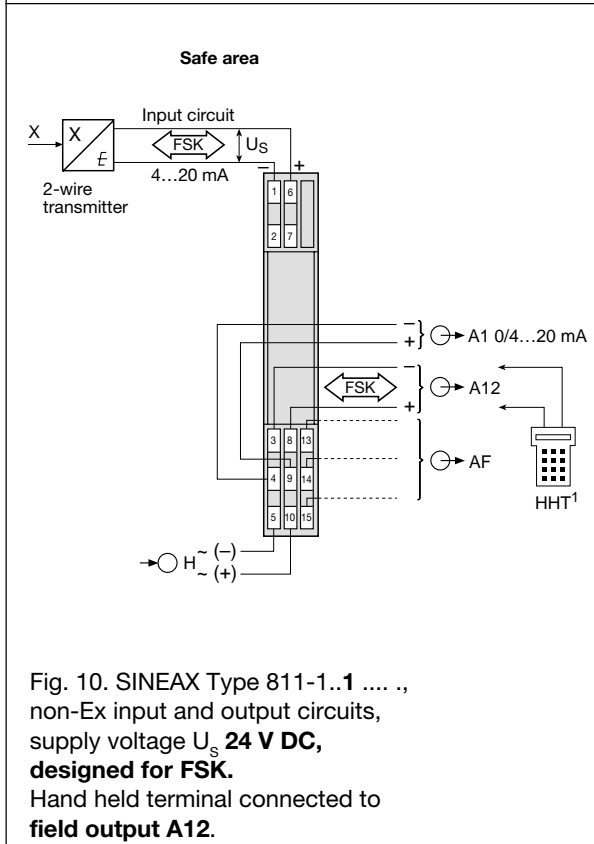 Safe area
Input circuit
X
X
E
FSK
US
– +
2-wire
transmitter
4…20 mA
1 6
2 7
–
+
A1 0/4…20 mA
FSK
–
+
A12
3 8 13
4 9 14
5 10 15
AF
HHT1
H
~ (–)
~ (+)
Fig. 10. SINEAX Type 811-1..1 .... .,
non-Ex input and output circuits,
supply voltage US 24 V DC,
designed for FSK.
Hand held terminal connected to
field output A12.